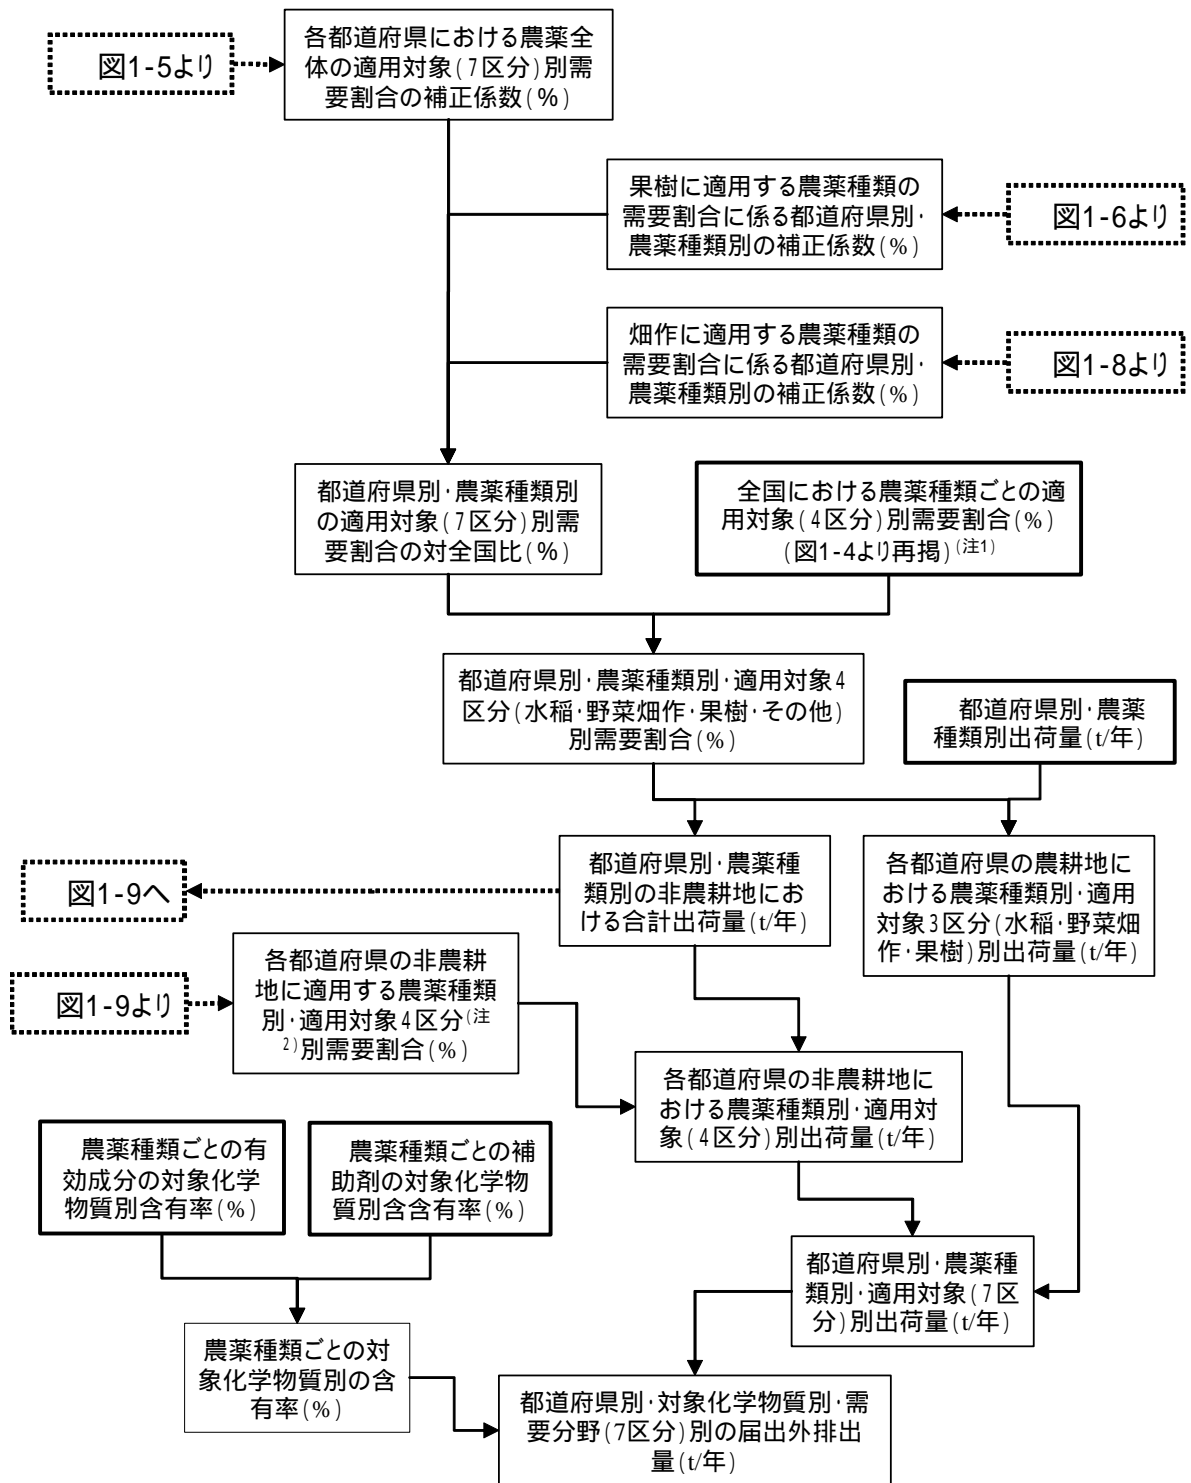 各都道府県における農薬全
体の適用対象(7区分)別需
要割合の補正係数(%)
図1-5より
果樹に適用する農薬種類の
需要割合に係る都道府県別・
農薬種類別の補正係数(%)
図1-6より
畑作に適用する農薬種類の
需要割合に係る都道府県別・
農薬種類別の補正係数(%)
図1-8より
都道府県別・農薬種類別
の適用対象(7区分)別需
要割合の対全国比(%)
全国における農薬種類ごとの適
用対象(4区分)別需要割合(%)
(図1-4より再掲)(注1)
都道府県別・農薬種類別・適用対象4
区分(水稲・野菜畑作・果樹・その他)
別需要割合(%)
都道府県別・農薬
種類別出荷量(t/年)
都道府県別・農薬種
類別の非農耕地にお
ける合計出荷量(t/年)
各都道府県の農耕地に
おける農薬種類別・適用
対象3区分(水稲・野菜畑
作・果樹)別出荷量(t/年)
図1-9へ
図1-9より
各都道府県の非農耕
地に適用する農薬種類
別・適用対象4区分(注
2)別需要割合(%)
各都道府県の非農耕地に
おける農薬種類別・適用対
象(4区分)別出荷量(t/年)
農薬種類ごとの有
効成分の対象化学
物質別含有率(%)
農薬種類ごとの補
助剤の対象化学物
質別含含有率(%)
都道府県別・農薬種
類別・適用対象(7区
分)別出荷量(t/年)
農薬種類ごとの対
象化学物質別の含
有率(%)
都道府県別・対象化学物質別・需
要分野(7区分)別の届出外排出
量(t/年)